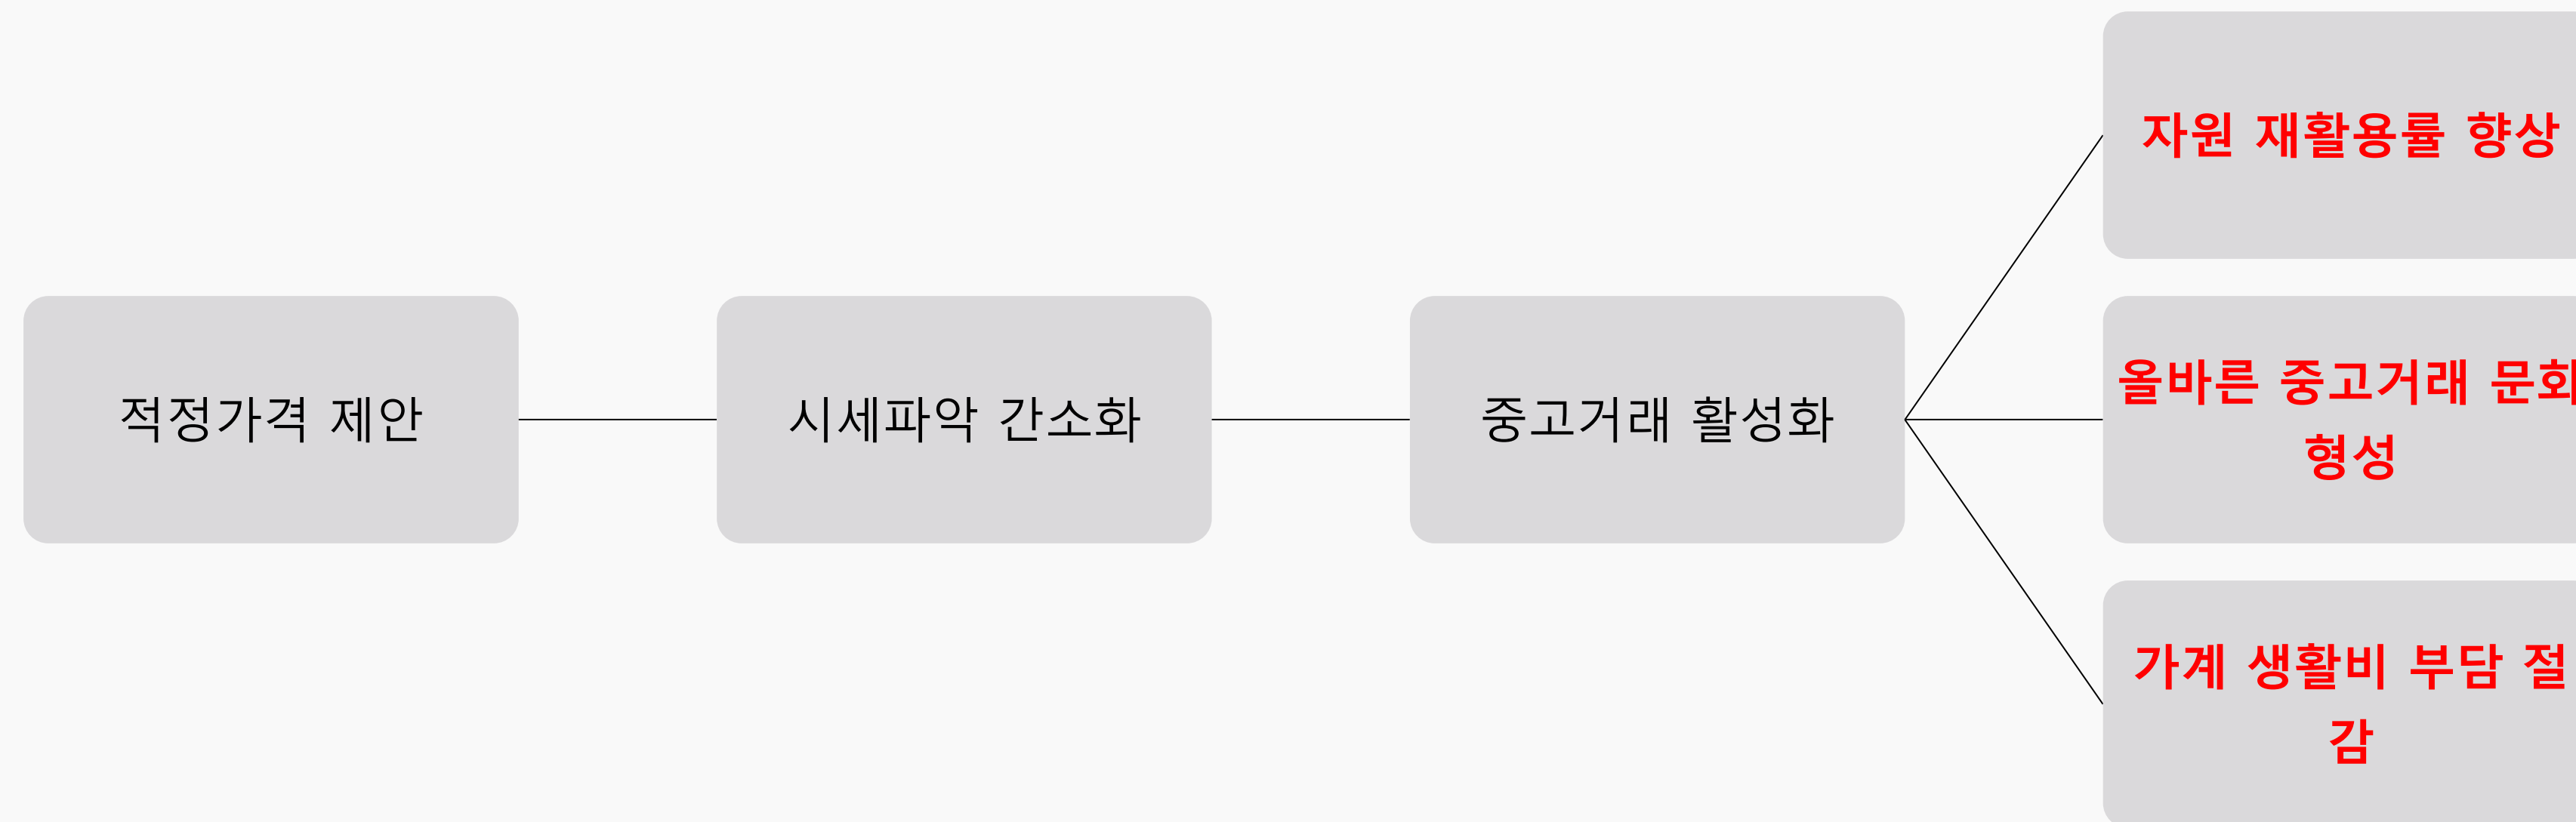 적정가격 제안
시세파악 간소화
중고거래 활성화
자원 재활용률 향상
올바른 중고거래 문화
형성
가계 생활비 부담 절
감